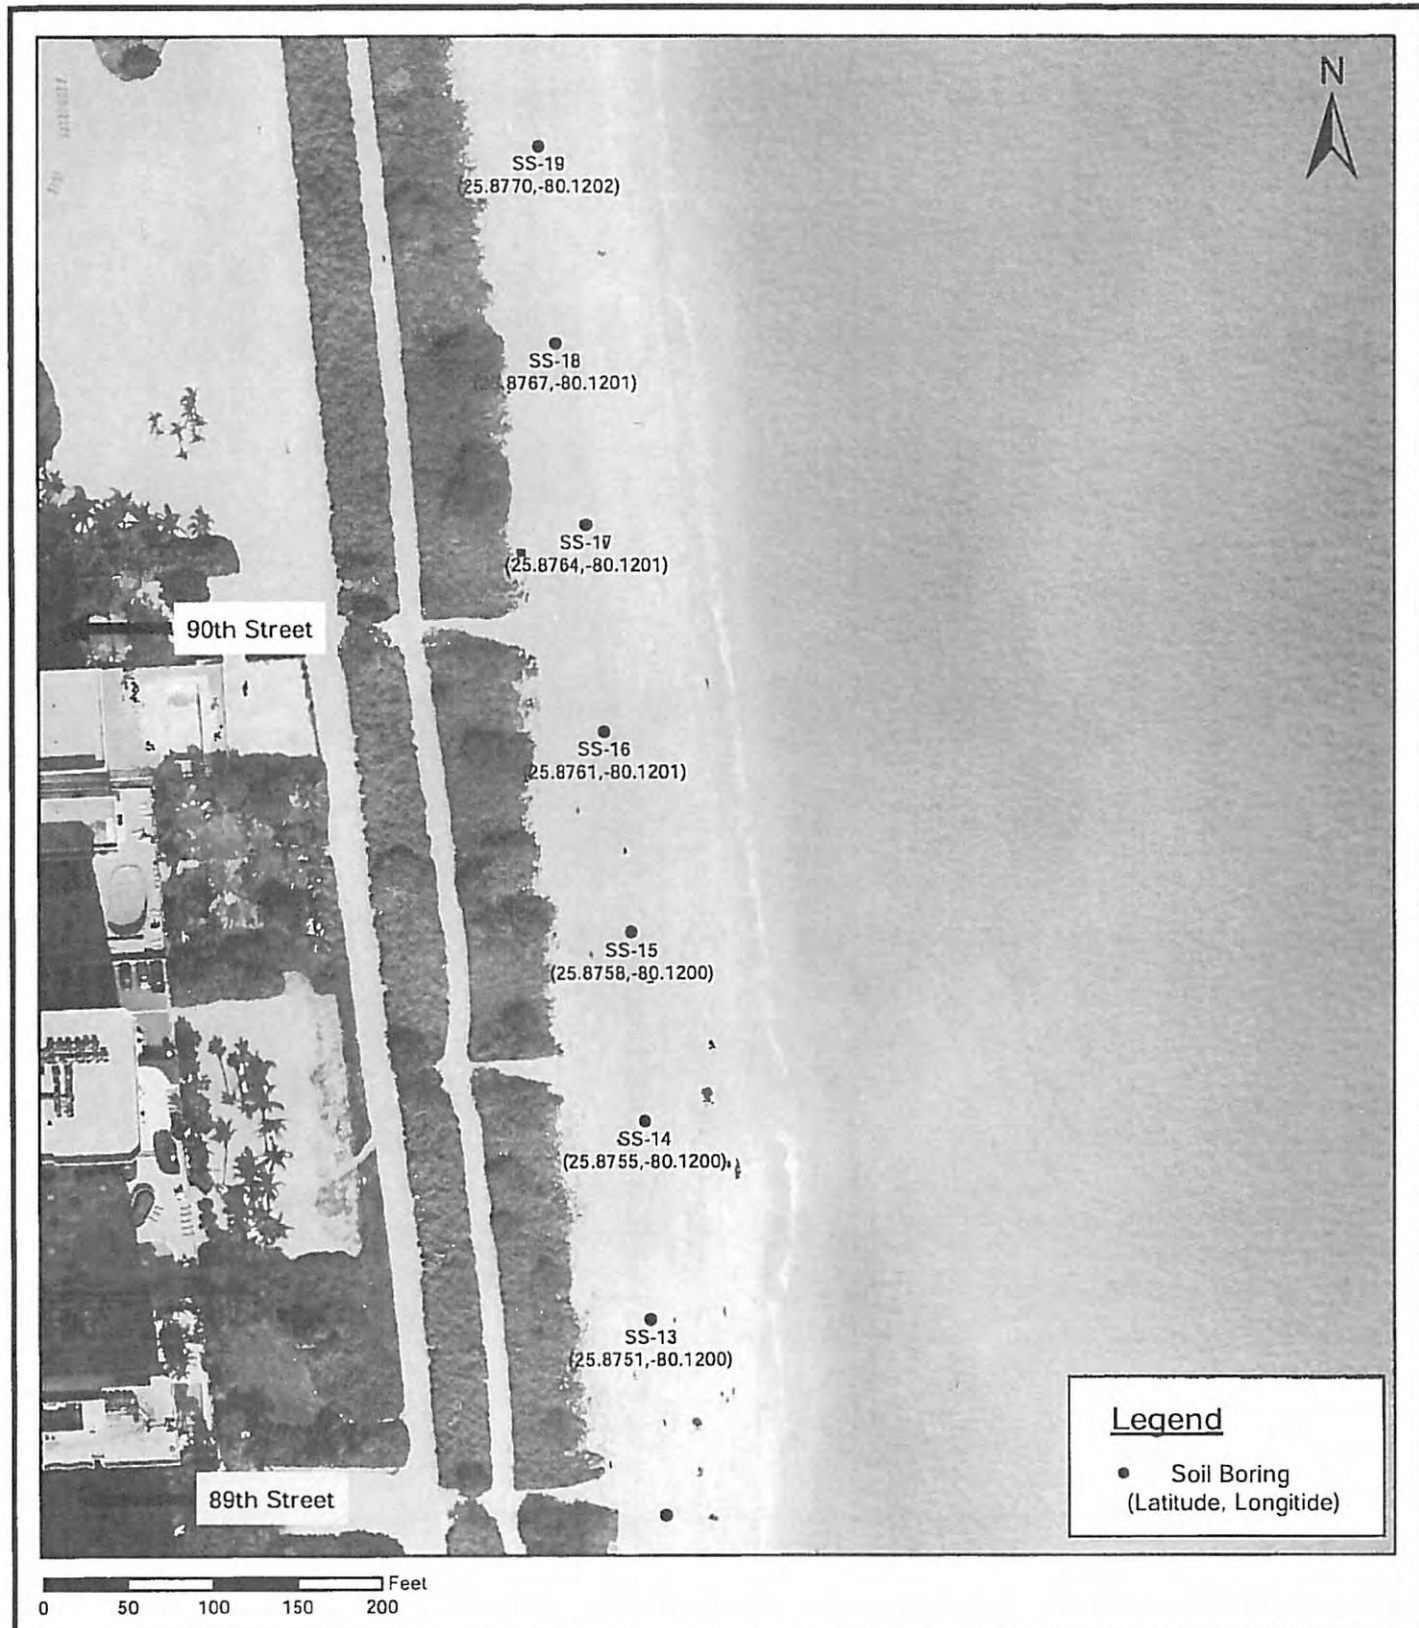 N
SS-19
(25.8770,-80.1202)
SS-18
(25.8767,-80.1201)
SS-17
(25.8764,-80.1201)
90th Street
SS-16
(25.8761,-80.1201)
SS-15
(25.8758,-80.1200)
SS-14
(25.8755,-80.1200)
SS-13
(25.8751,-80.1200)
89th Street
Legend
Soil Boring
(Latitude, Longitide)
Feet
0 50 100 150 200